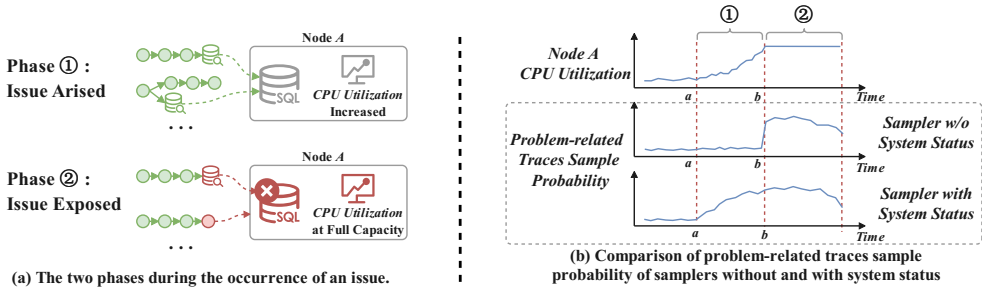 Phase ① :
Issue Arised
Node A
SQL
CPU Utilization
Increased
...
Phase ② :
Issue Exposed
Node A
SQL
CPU Utilization
at Full Capacity
...
(a) The two phases during the occurrence of an issue.
① ②
Node A
CPU Utilization
a b Time
Problem-related
Traces Sample
Probability
Sampler w/o
System Status
a b Time
Sampler with
System Status
a b Time
(b) Comparison of problem-related traces sample
probability of samplers without and with system status